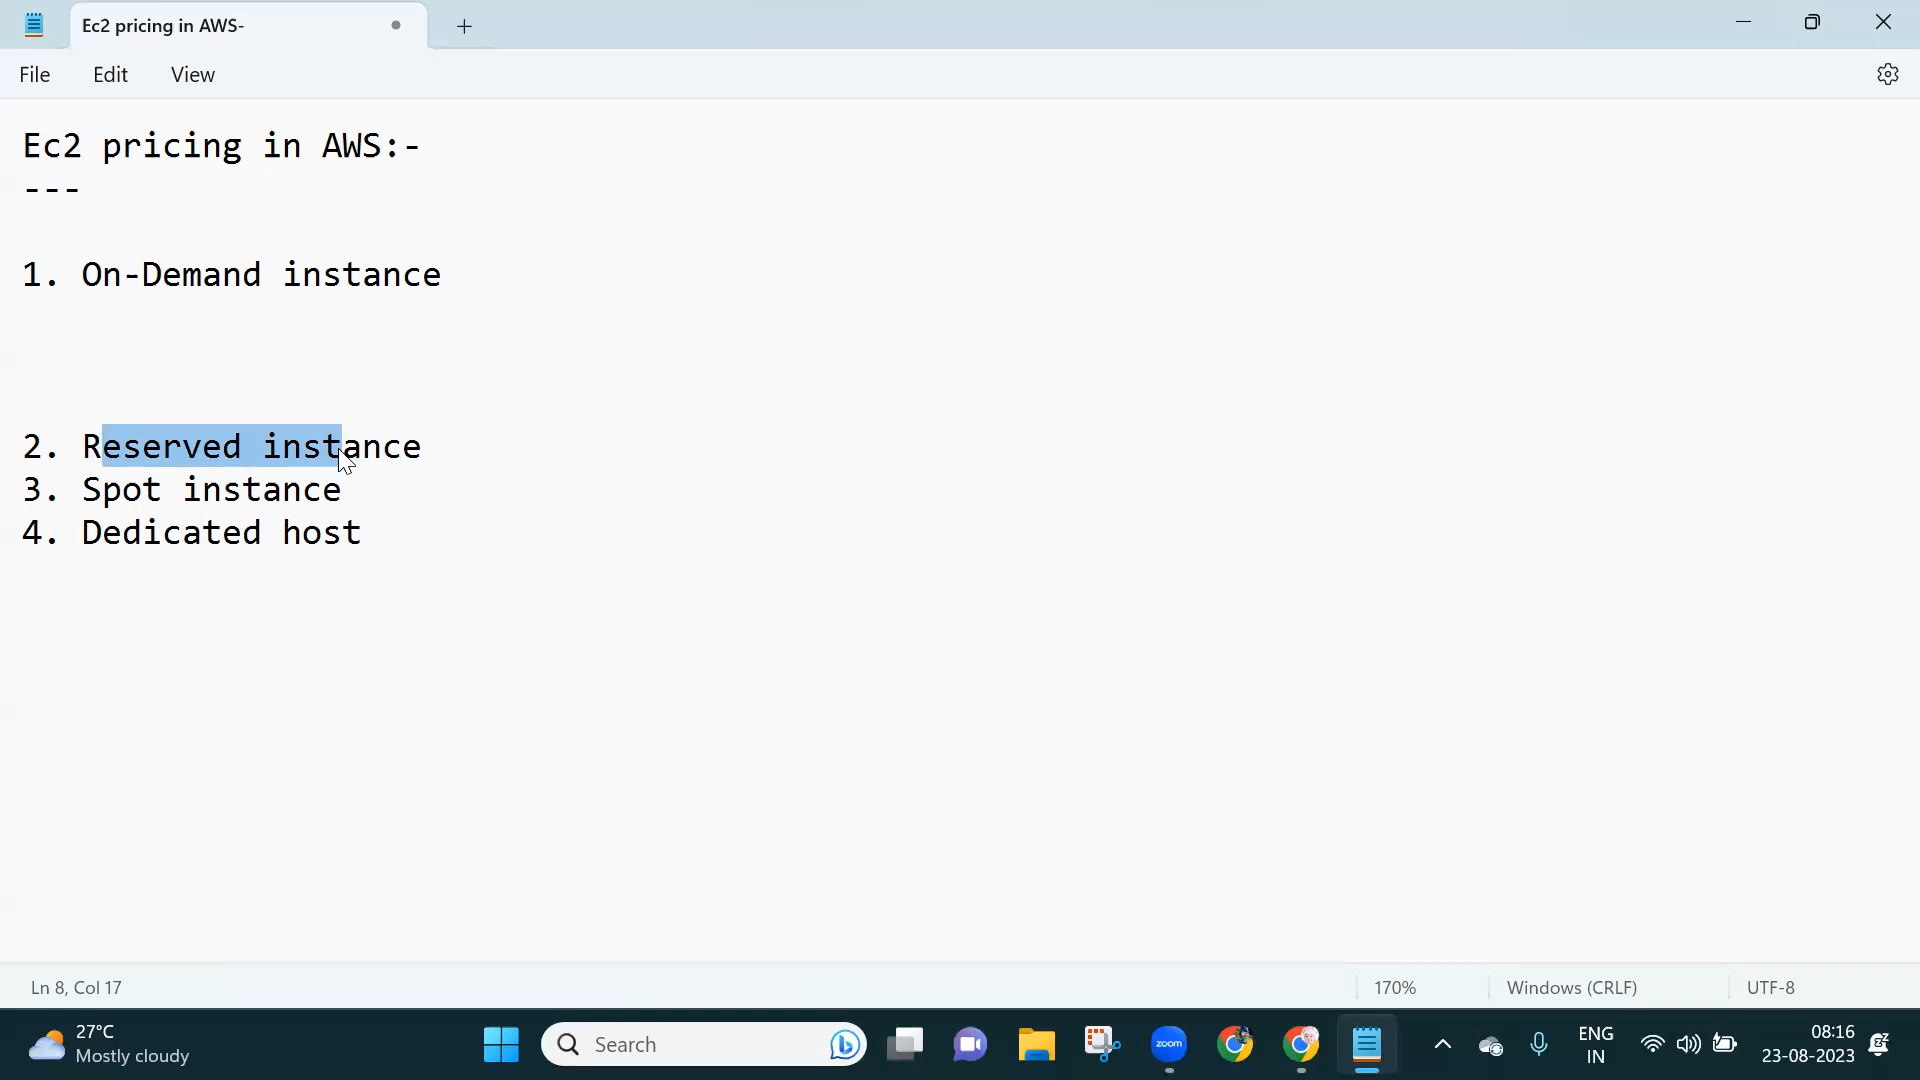 Ec2 pricing in AWS-
File Edit View
Ec2 pricing in AWS:-
---
1. On-Demand instance
2. Reserved instance
3. Spot instance
4. Dedicated host
Ln 8, Col 17 170% Windows (CRLF) UTF-8
27°C
Mostly cloudy
Search
zoom
ENG
IN
08:16
23-08-2023